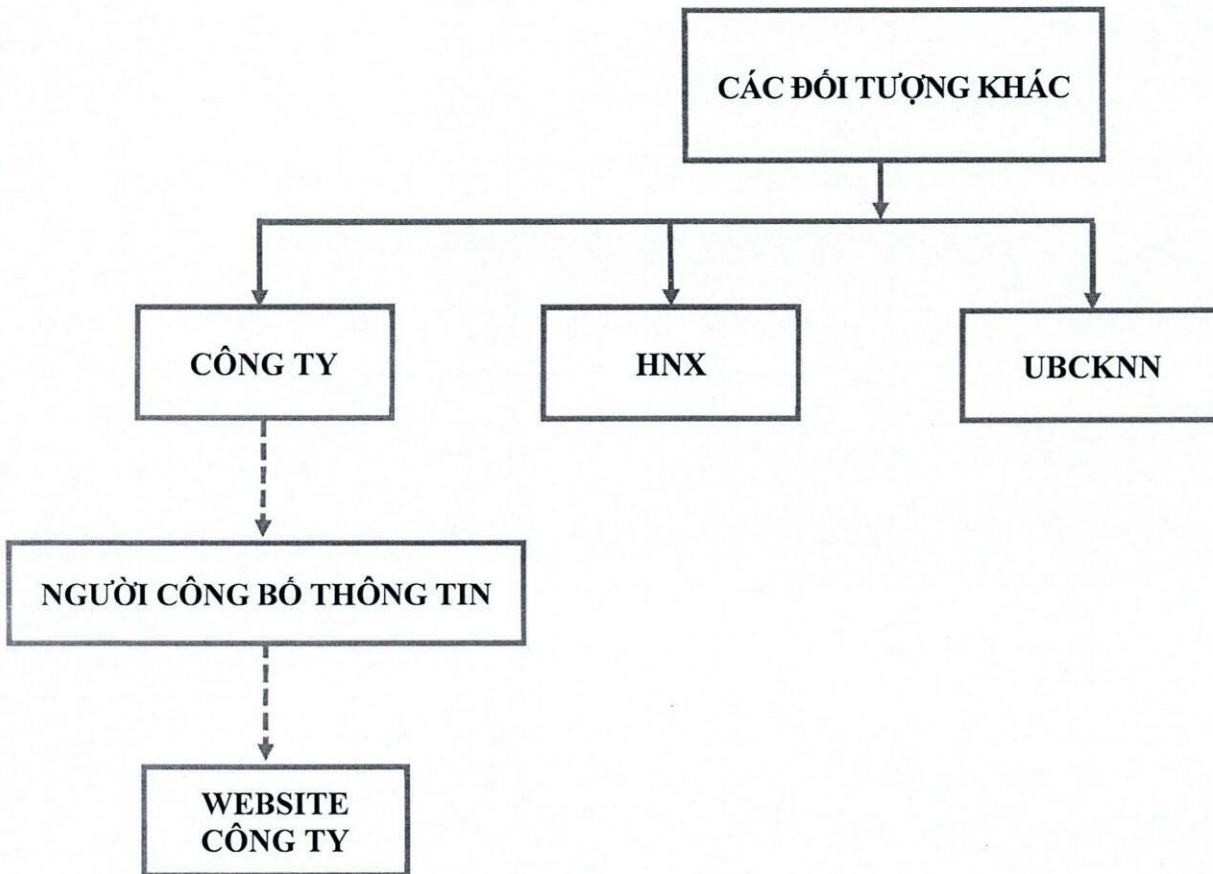 CÁC ĐỐI TƯỢNG KHÁC
CÔNG TY
HNX
UBCKNN
NGƯỜI CÔNG BỐ THÔNG TIN
WEBSITE
CÔNG TY